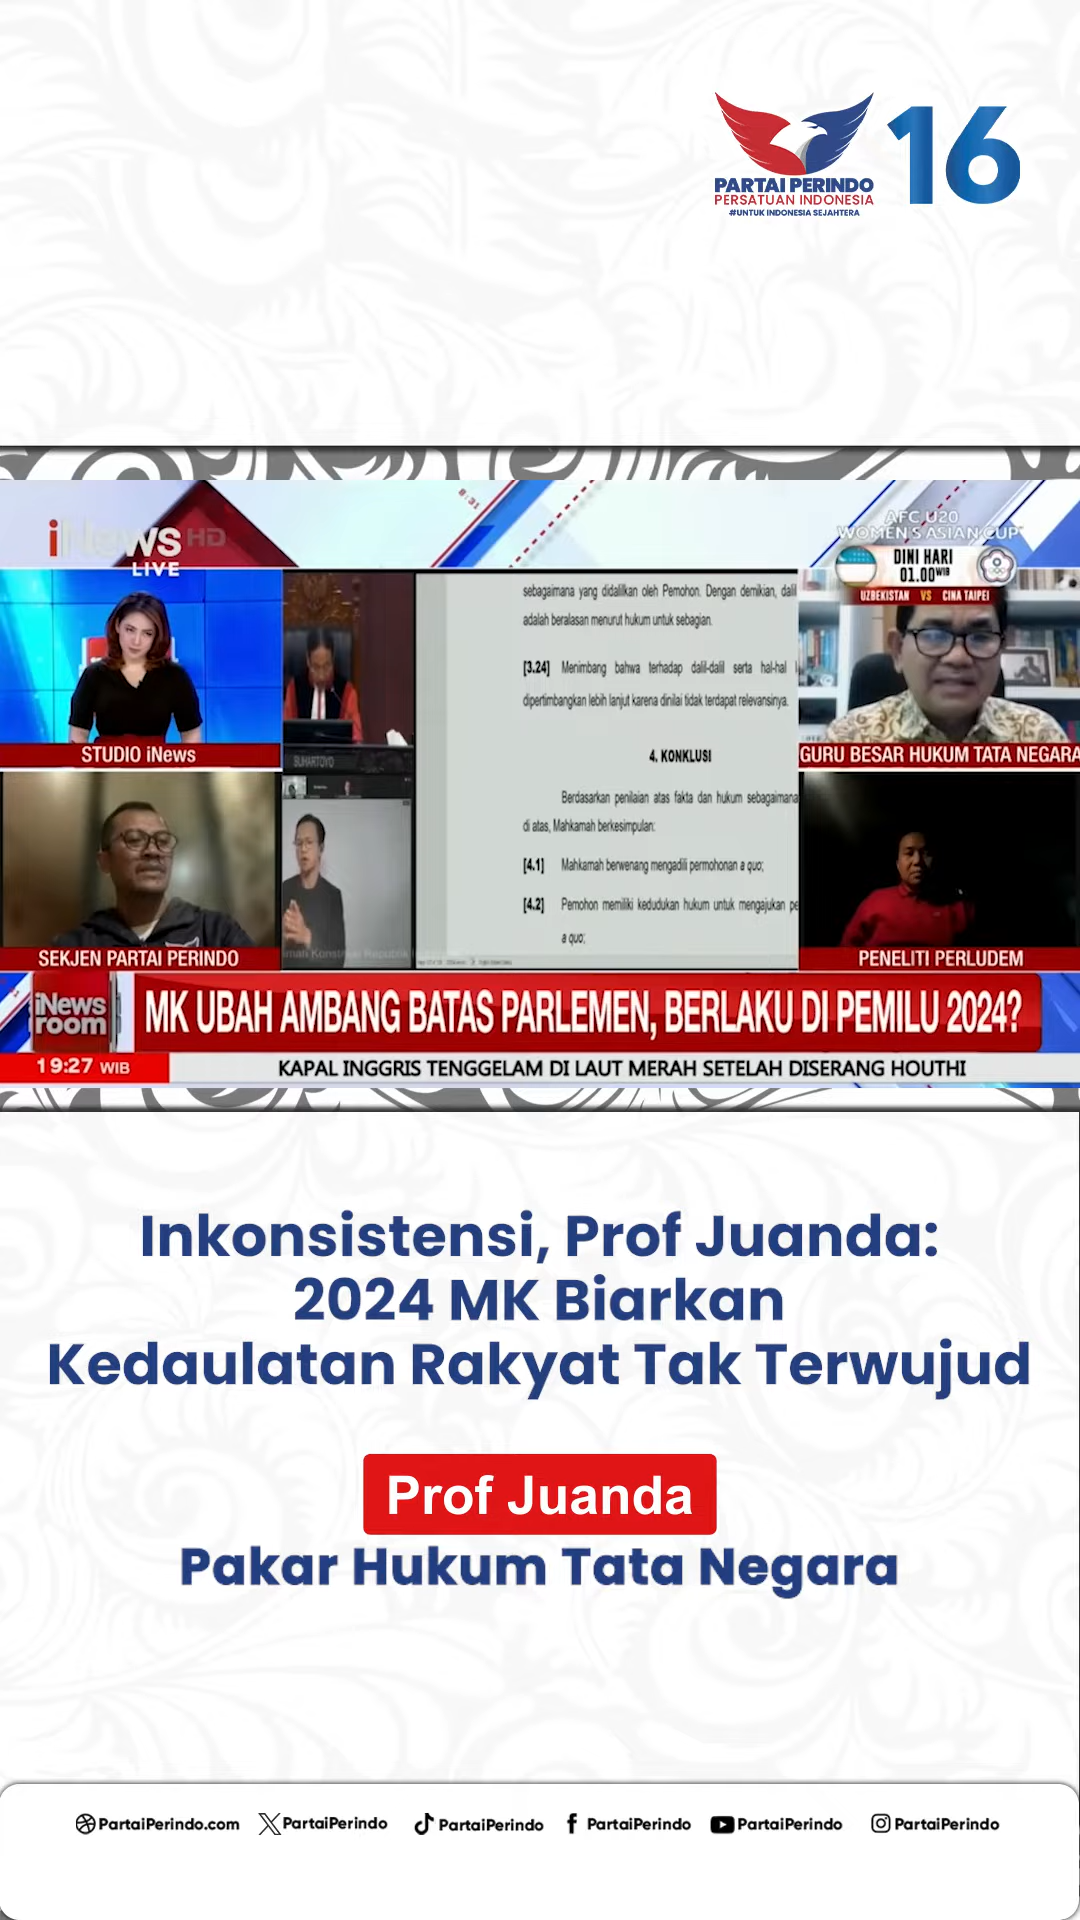 PARTAI PERINDO
PERSATUAN INDONESIA
#UNTUK INDONESIA SEJAHTERA
16
iNews HD
LIVE
AFC U20
WOMEN'S ASIAN CUP
DINI HARI
01.00 WIB
UZBEKISTAN VS CINA TAIPEI
sebagaimana yang didalilkan oleh Pemohon. Dengan demikian, dalil
adalah beralasan menurut hukum untuk sebagian.
[3.24] Menimbang bahwa terhadap dalil-dalil serta hal-hal l
dipertimbangkan lebih lanjut karena dinilai tidak terdapat relevansinya.
4. KONKLUSI
Berdasarkan penilaian atas fakta dan hukum sebagaimana
di atas, Mahkamah berkesimpulan:
[4.1] Mahkamah berwenang mengadili permohonan a quo;
[4.2] Pemohon memiliki kedudukan hukum untuk mengajukan pe
a quo;
SUHARTOYO
STUDIO iNews
GURU BESAR HUKUM TATA NEGARA
SEKJEN PARTAI PERINDO
PENELITI PERLUDEM
iNews
room
MK UBAH AMBANG BATAS PARLEMEN, BERLAKU DI PEMILU 2024?
19:27 WIB
KAPAL INGGRIS TENGGELAM DI LAUT MERAH SETELAH DISERANG HOUTHI
Inkonsistensi, Prof Juanda:
2024 MK Biarkan
Kedaulatan Rakyat Tak Terwujud
Prof Juanda
Pakar Hukum Tata Negara
PartaiPerindo.com PartaiPerindo PartaiPerindo PartaiPerindo PartaiPerindo PartaiPerindo